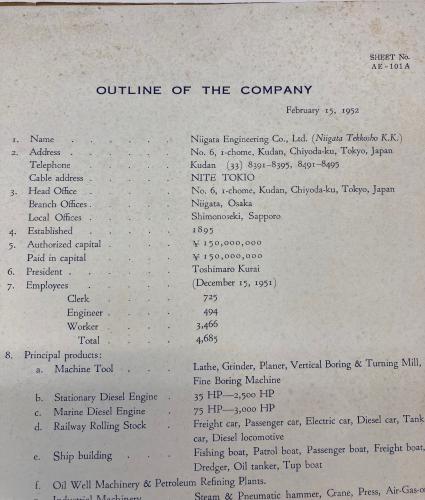 SHEET No.
AE-101A
OUTLINE OF THE COMPANY
February 15, 1952
1. Name . . . . . . Niigata Engineering Co., Ltd. (Niigata Tekkosho K.K.)
2. Address . . . . . . No. 6, 1-chome, Kudan, Chiyoda-ku, Tokyo, Japan
Telephone . . . . . Kudan (33) 8391-8395, 8491-8495
Cable address . . . . . NITE TOKIO
3. Head Office . . . . . No. 6, 1-chome, Kudan, Chiyoda-ku, Tokyo, Japan
Branch Offices . . . . . Niigata, Osaka
Local Offices . . . . . Shimonoseki, Sapporo
4. Established . . . . . 1895
5. Authorized capital . . . . ¥ 150,000,000
Paid in capital . . . . ¥ 150,000,000
6. President . . . . . Toshimaro Kurai
7. Employees . . . . . (December 15, 1951)
Clerk . . . 725
Engineer . . . 494
Worker . . . 3,466
Total . . . 4,685
8. Principal products:
a. Machine Tool . . . Lathe, Grinder, Planer, Vertical Boring & Turning Mill,
Fine Boring Machine
b. Stationary Diesel Engine . 35 HP—2,500 HP
c. Marine Diesel Engine . 75 HP—3,000 HP
d. Railway Rolling Stock . Freight car, Passenger car, Electric car, Diesel car, Tank
car, Diesel locomotive
e. Ship building . . . Fishing boat, Patrol boat, Passenger boat, Freight boat,
Dredger, Oil tanker, Tup boat
f. Oil Well Machinery & Petroleum Refining Plants.
Industrial Machinery Steam & Pneumatic hammer, Crane, Press,